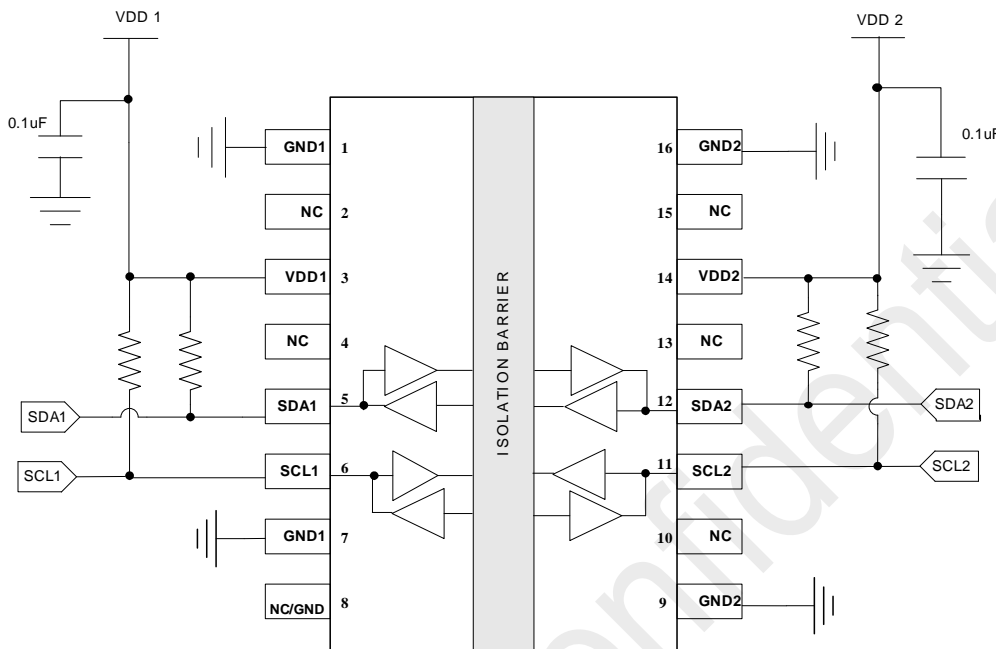 VDD 1
VDD 2
0.1uF
0.1uF
GND1 1
16 GND2
NC 2
15 NC
VDD1 3
14 VDD2
ISOLATION BARRIER
NC 4
13 NC
SDA1
SDA1 5
12 SDA2
SDA2
SCL1
SCL1 6
11 SCL2
SCL2
GND1 7
10 NC
NC/GND 8
9 GND2
onfidentia